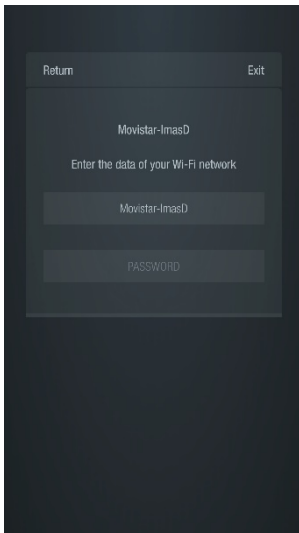 Return Exit
Movistar-ImasD
Enter the data of your Wi-Fi network
Movistar-ImasD
PASSWORD